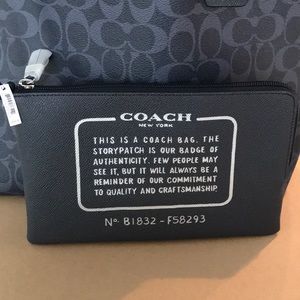 COACH
NEW YORK
THIS IS A COACH BAG. THE
STORYPATCH IS OUR BADGE OF
AUTHENTICITY. FEW PEOPLE MAY
SEE IT, BUT IT WILL ALWAYS BE A
REMINDER OF OUR COMMITMENT
TO QUALITY AND CRAFTSMANSHIP.
Nº. B1832 - F58293